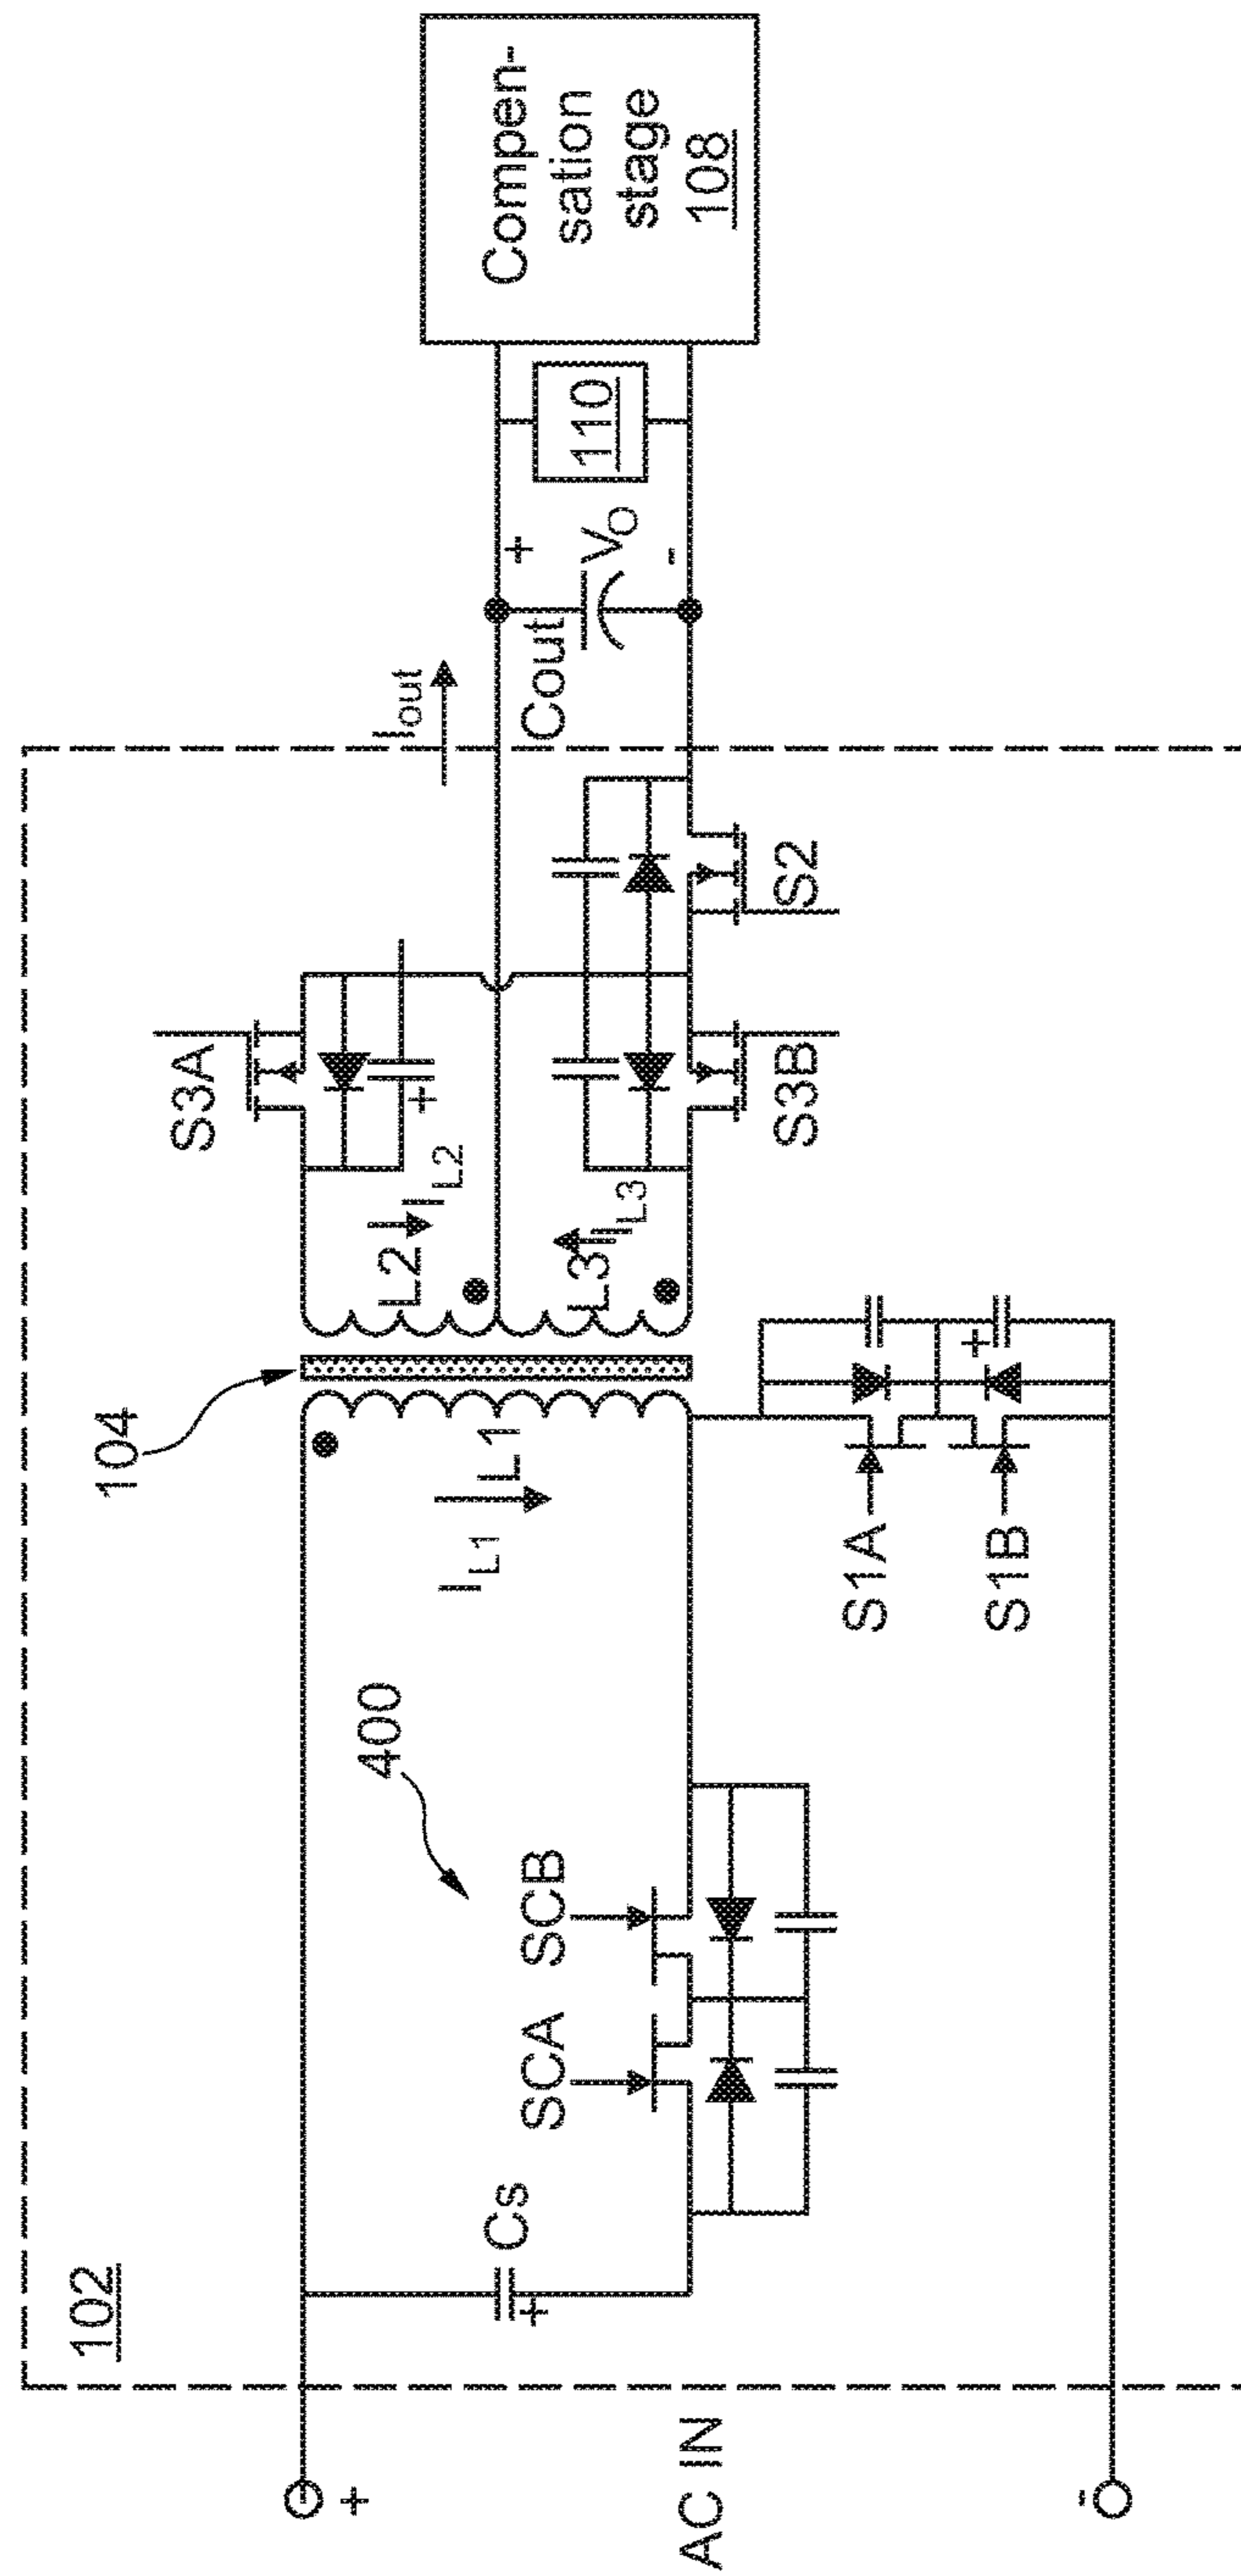 102
104
400
AC IN
+
-
Cs
+
SCA
SCB
IL1
L1
S1A
S1B
+
L2
IL2
L3
IL3
S3A
+
S3B
S2
Iout
Cout
+
VO
-
110
Compen-
sation
stage
108